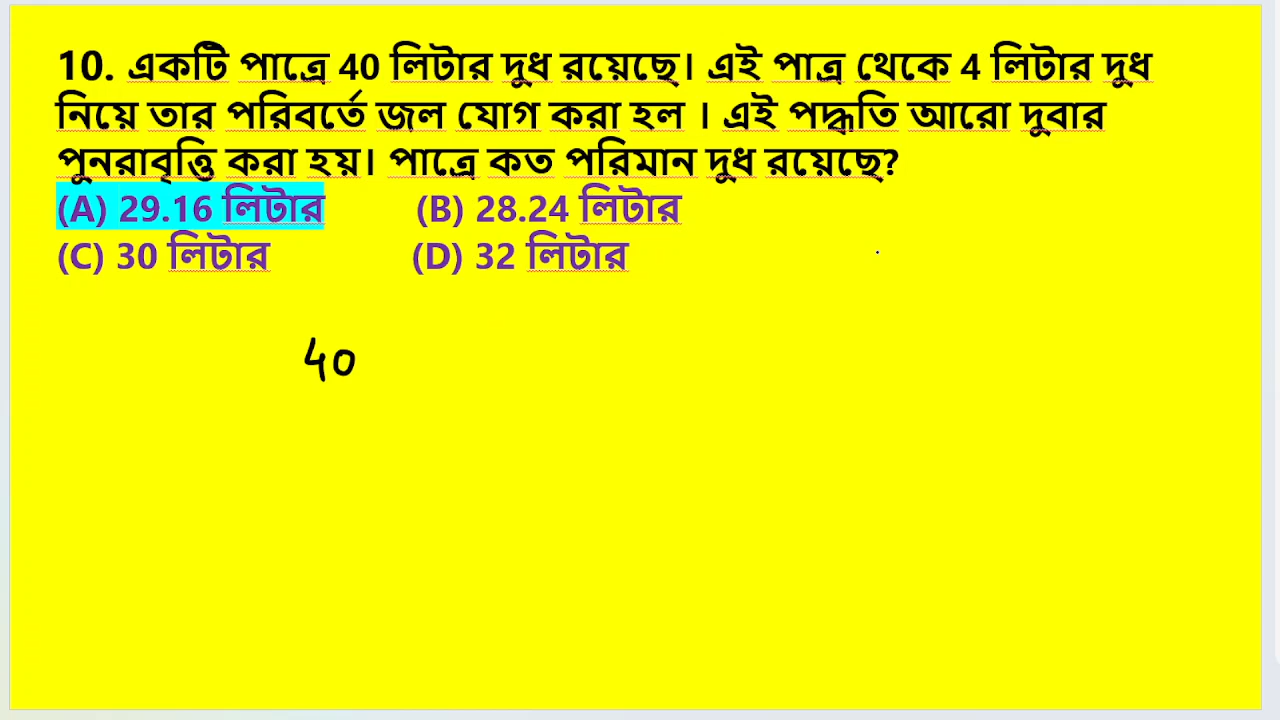 10. একটি পাত্রে 40 লিটার দুধ রয়েছে। এই পাত্র থেকে 4 লিটার দুধ
নিয়ে তার পরিবর্তে জল যোগ করা হল । এই পদ্ধতি আরো দুবার
পুনরাবৃত্তি করা হয়। পাত্রে কত পরিমান দুধ রয়েছে?
(A) 29.16 লিটার (B) 28.24 লিটার
(C) 30 লিটার (D) 32 লিটার
40